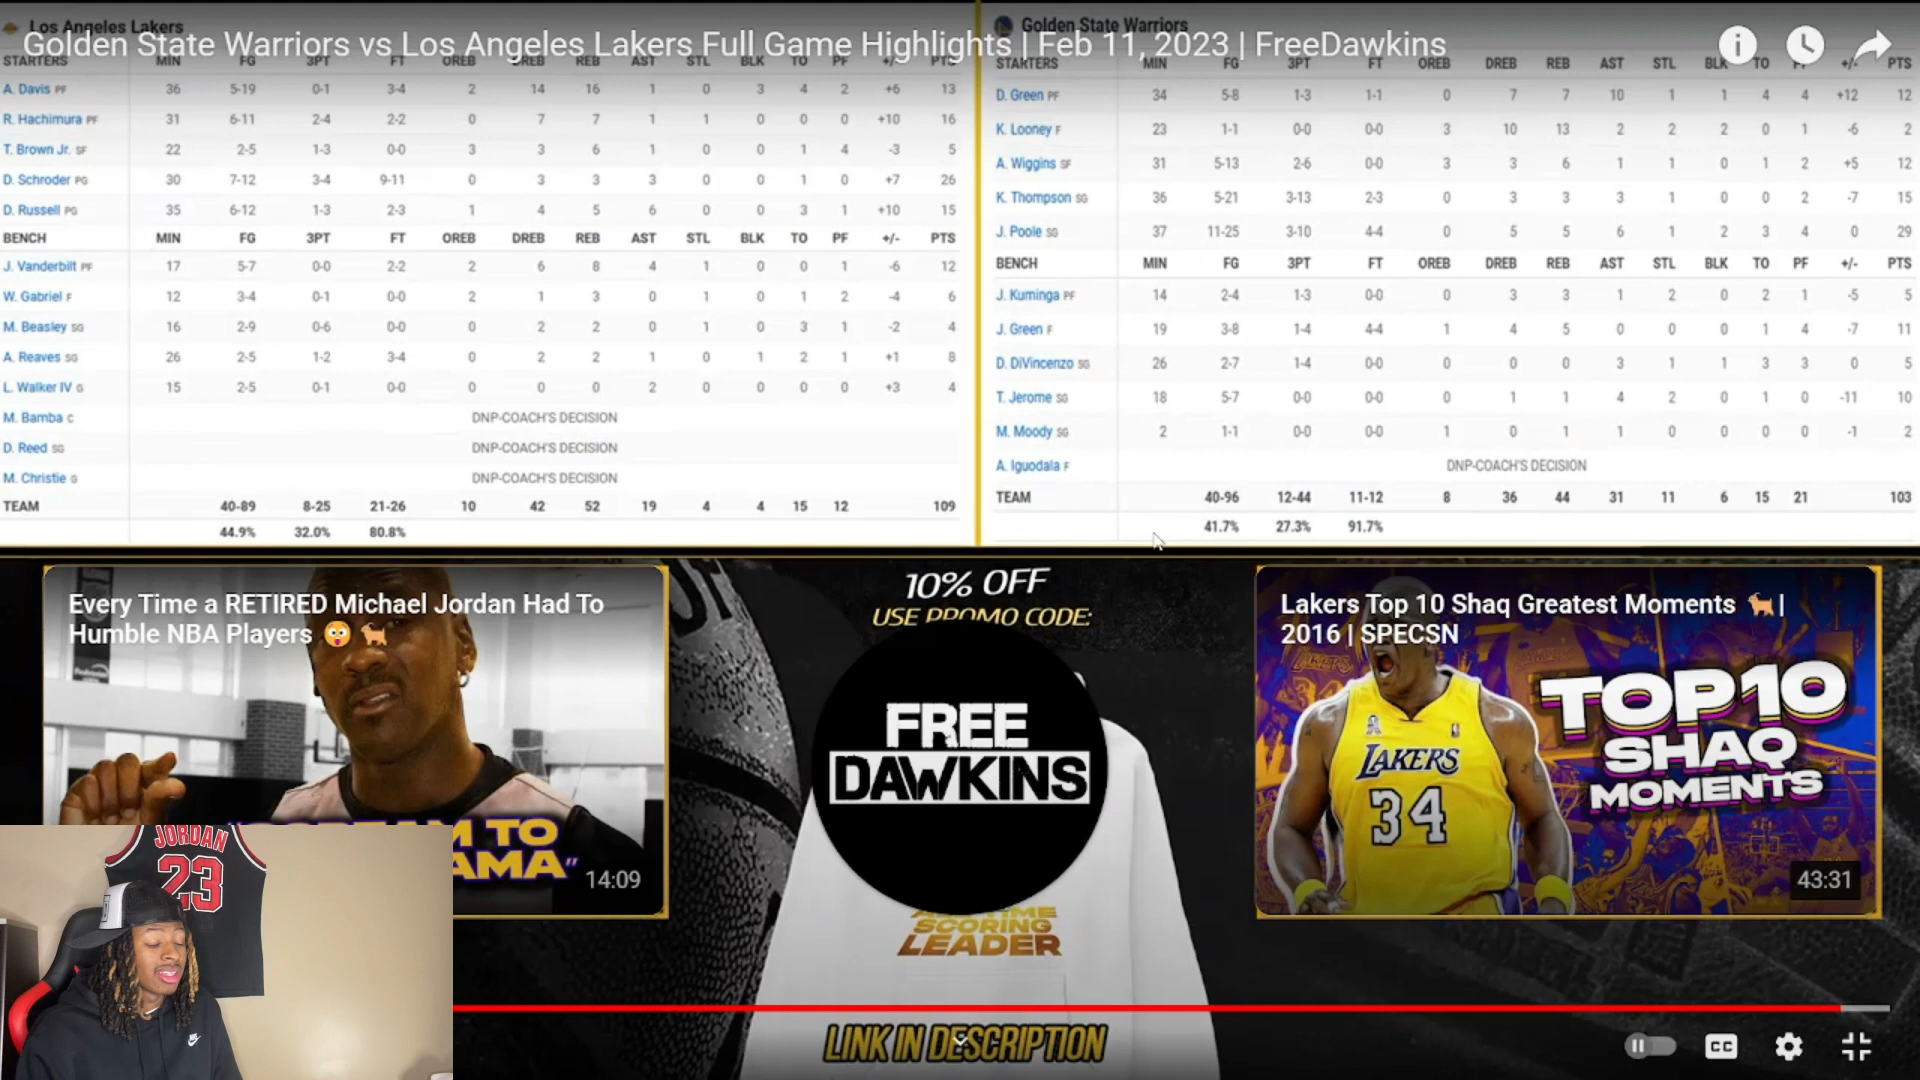 Los Angeles Lakers
Golden State Warriors
Golden State Warriors vs Los Angeles Lakers Full Game Highlights | Feb 11, 2023 | FreeDawkins
STARTERS MIN FG 3PT FT OREB DREB REB AST STL BLK TO PF +/- PTS
A. Davis PF 36 5-19 0-1 3-4 2 14 16 1 0 3 4 2 +6 13
R. Hachimura PF 31 6-11 2-4 2-2 0 7 7 1 1 0 0 0 +10 16
T. Brown Jr. SF 22 2-5 1-3 0-0 3 3 6 1 0 0 1 4 -3 5
D. Schroder PG 30 7-12 3-4 9-11 0 3 3 3 0 0 1 0 +7 26
D. Russell PG 35 6-12 1-3 2-3 1 4 5 6 0 0 3 1 +10 15
BENCH MIN FG 3PT FT OREB DREB REB AST STL BLK TO PF +/- PTS
J. Vanderbilt PF 17 5-7 0-0 2-2 2 6 8 4 1 0 0 1 -6 12
W. Gabriel F 12 3-4 0-1 0-0 2 1 3 0 1 0 1 2 -4 6
M. Beasley SG 16 2-9 0-6 0-0 0 2 2 0 1 0 3 1 -2 4
A. Reaves SG 26 2-5 1-2 3-4 0 2 2 1 0 1 2 1 +1 8
L. Walker IV G 15 2-5 0-1 0-0 0 0 0 2 0 0 0 0 +3 4
M. Bamba C DNP-COACH'S DECISION
D. Reed SG DNP-COACH'S DECISION
M. Christie G DNP-COACH'S DECISION
TEAM 40-89 8-25 21-26 10 42 52 19 4 4 15 12 109
44.9% 32.0% 80.8%
STARTERS MIN FG 3PT FT OREB DREB REB AST STL BLK TO PF +/- PTS
D. Green PF 34 5-8 1-3 1-1 0 7 7 10 1 1 4 4 +12 12
K. Looney F 23 1-1 0-0 0-0 3 10 13 2 2 2 0 1 -6 2
A. Wiggins SF 31 5-13 2-6 0-0 3 3 6 1 1 0 1 2 +5 12
K. Thompson SG 36 5-21 3-13 2-3 0 3 3 3 1 0 0 2 -7 15
J. Poole SG 37 11-25 3-10 4-4 0 5 5 6 1 2 3 4 0 29
BENCH MIN FG 3PT FT OREB DREB REB AST STL BLK TO PF +/- PTS
J. Kuminga PF 14 2-4 1-3 0-0 0 3 3 1 2 0 2 1 -5 5
J. Green F 19 3-8 1-4 4-4 1 4 5 0 0 0 1 4 -7 11
D. DiVincenzo SG 26 2-7 1-4 0-0 0 0 0 3 1 1 3 3 0 5
T. Jerome SG 18 5-7 0-0 0-0 0 1 1 4 2 0 1 0 -11 10
M. Moody SG 2 1-1 0-0 0-0 1 0 1 1 0 0 0 0 -1 2
A. Iguodala F DNP-COACH'S DECISION
TEAM 40-96 12-44 11-12 8 36 44 31 11 6 15 21 103
41.7% 27.3% 91.7%
Every Time a RETIRED Michael Jordan Had To
Humble NBA Players
M TO
AMA"
14:09
10% OFF
USE PROMO CODE:
FREE
DAWKINS
SCORING
LEADER
LINK IN DESCRIPTION
Lakers Top 10 Shaq Greatest Moments |
2016 | SPECSN
TOP 10
SHAQ
MOMENTS
LAKERS
34
43:31
JORDAN
23
CC